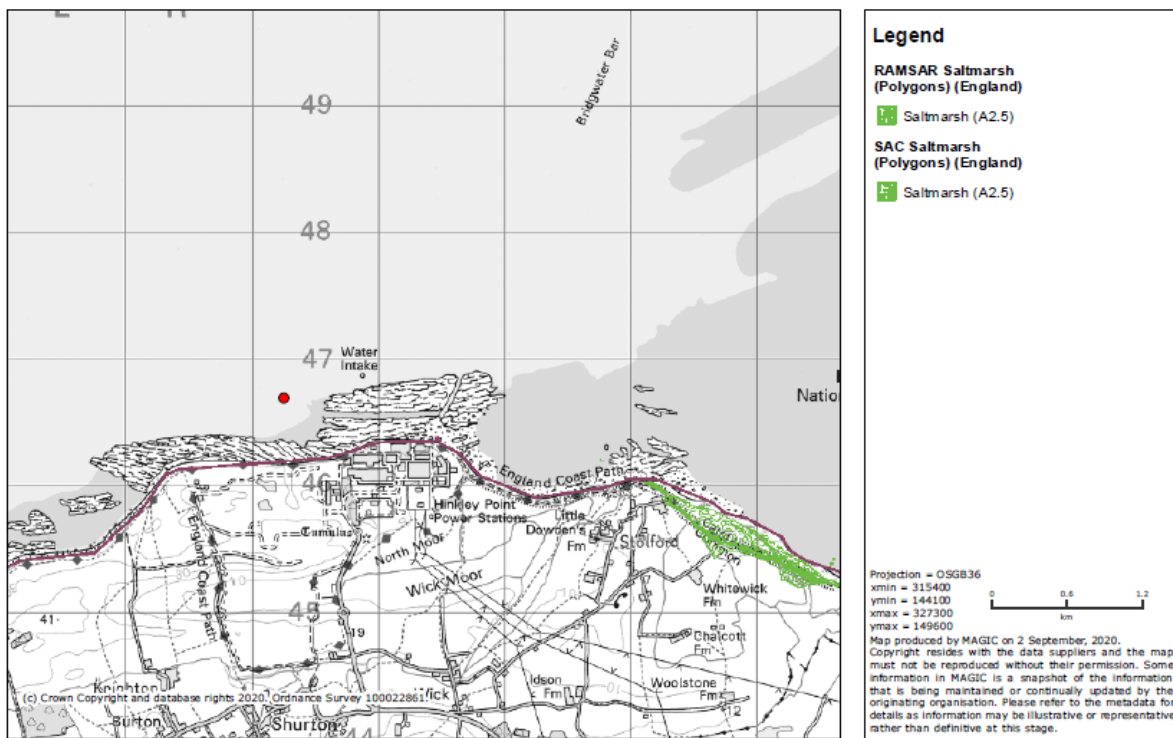 E R
49
Bridgwater Bar
48
47
Water
Intake
Natio
England Coast Path
46
Hinkley Point
Power Stations
Little
Dowden's
Fm
Stolford
Tumulus
North Moor
England Coast Path
Wick Moor
Whitewick
Fm
45
41
19
Chalcott
Fm
Idson
Fm
Woolstone
Fm
12
Knighton
(c) Crown Copyright and database rights 2020. Ordnance Survey 100022861.
wick
Burton
Shurton
44
Legend
RAMSAR Saltmarsh
(Polygons) (England)
Saltmarsh (A2.5)
SAC Saltmarsh
(Polygons) (England)
Saltmarsh (A2.5)
Projection = OSGB36
xmin = 315400
ymin = 144100
xmax = 327300
ymax = 149600
0 0.6 1.2
km
Map produced by MAGIC on 2 September, 2020.
Copyright resides with the data suppliers and the map
must not be reproduced without their permission. Some
information in MAGIC is a snapshot of the information
that is being maintained or continually updated by the
originating organisation. Please refer to the metadata for
details as information may be illustrative or representative
rather than definitive at this stage.